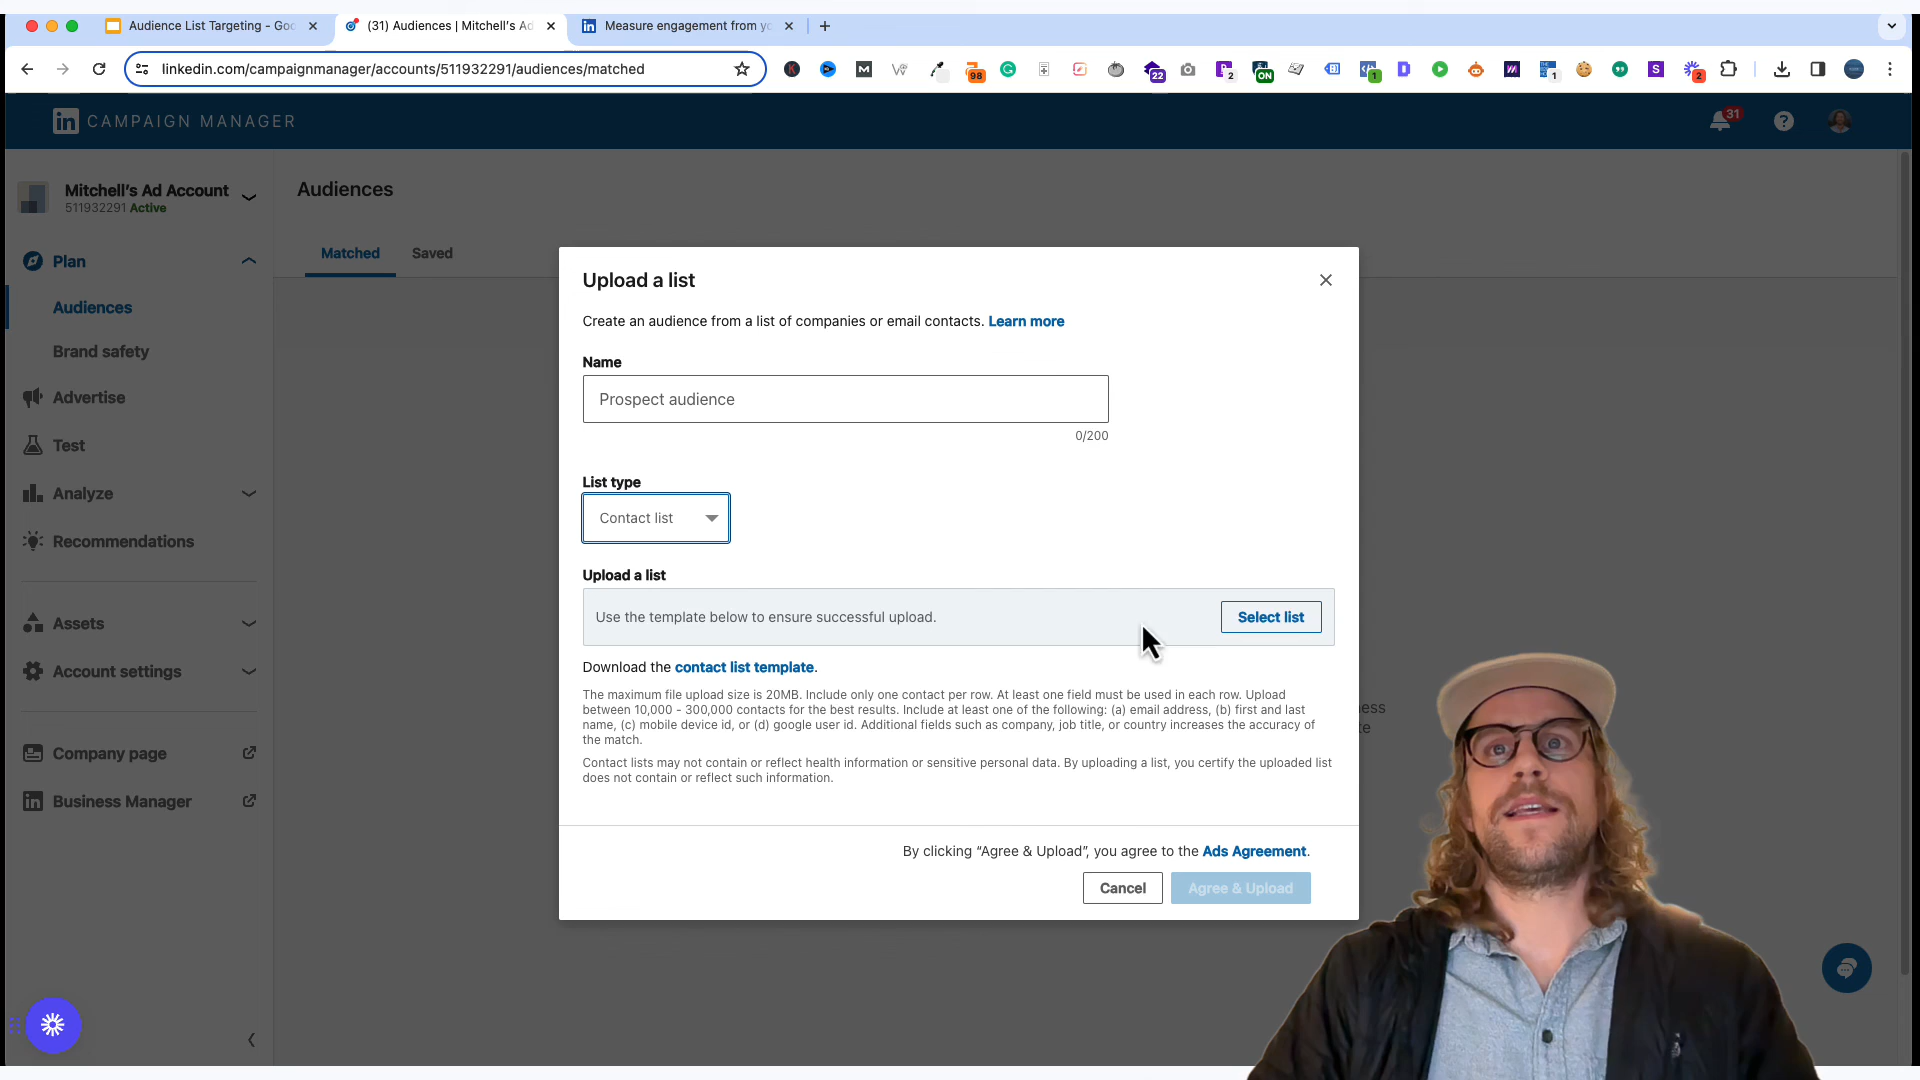 Audience List Targeting - Goo
(31) Audiences | Mitchell's Ad
Measure engagement from yo
linkedin.com/campaignmanager/accounts/511932291/audiences/matched
98
22
2
ON
1
1
2
in CAMPAIGN MANAGER
31
Mitchell's Ad Account
511932291 Active
Plan
Audiences
Brand safety
Advertise
Test
Analyze
Recommendations
Assets
Account settings
Company page
Business Manager
Audiences
Matched
Saved
Upload a list
Create an audience from a list of companies or email contacts. Learn more
Name
Prospect audience
0/200
List type
Contact list
Upload a list
Use the template below to ensure successful upload.
Select list
Download the contact list template.
The maximum file upload size is 20MB. Include only one contact per row. At least one field must be used in each row. Upload
between 10,000 - 300,000 contacts for the best results. Include at least one of the following: (a) email address, (b) first and last
name, (c) mobile device id, or (d) google user id. Additional fields such as company, job title, or country increases the accuracy of
the match.
Contact lists may not contain or reflect health information or sensitive personal data. By uploading a list, you certify the uploaded list
does not contain or reflect such information.
By clicking “Agree & Upload”, you agree to the Ads Agreement.
Cancel
Agree & Upload